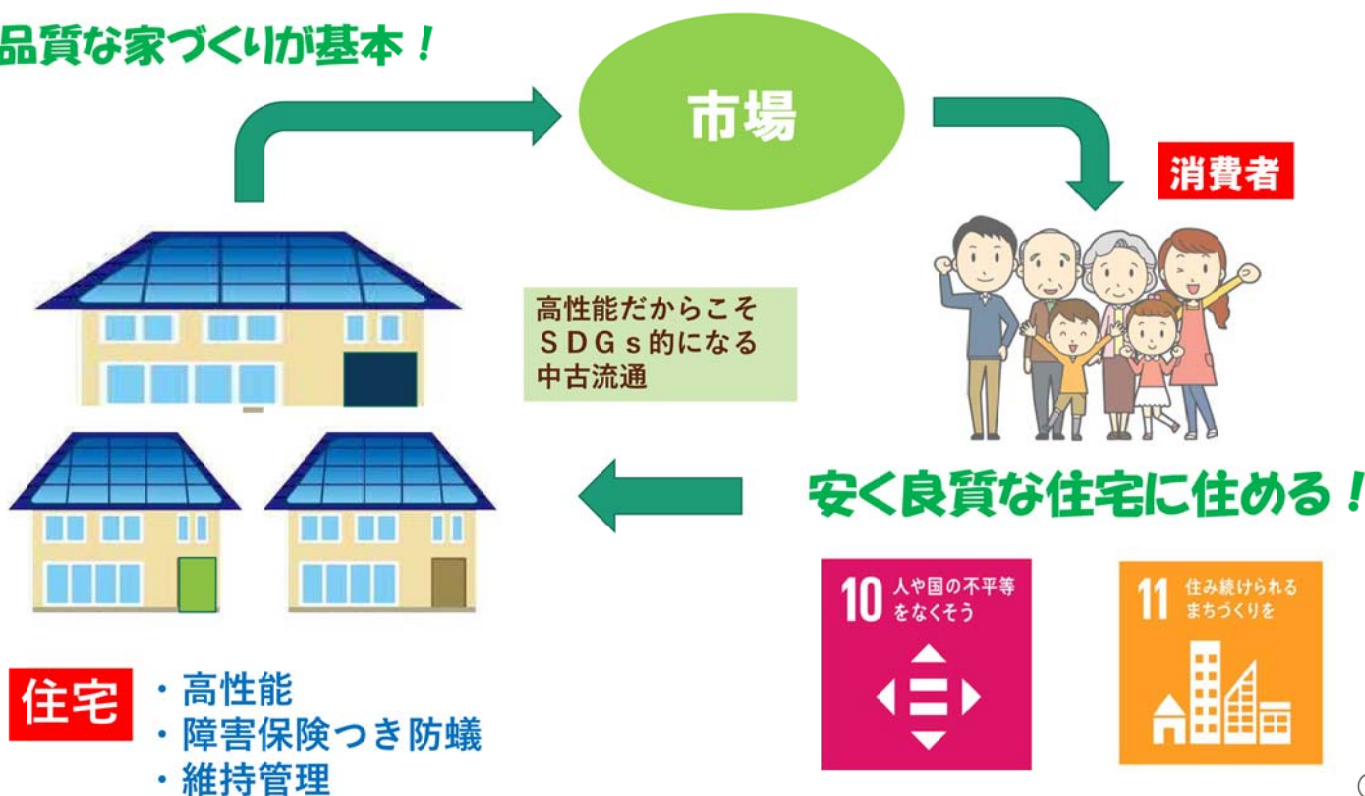 品質な家づくりが基本！
市場
消費者
高性能だからこそ
ＳＤＧｓ的になる
中古流通
安く良質な住宅に住める！
10 人や国の不平等
をなくそう
11 住み続けられる
まちづくりを
住宅
・高性能
・障害保険つき防蟻
・維持管理